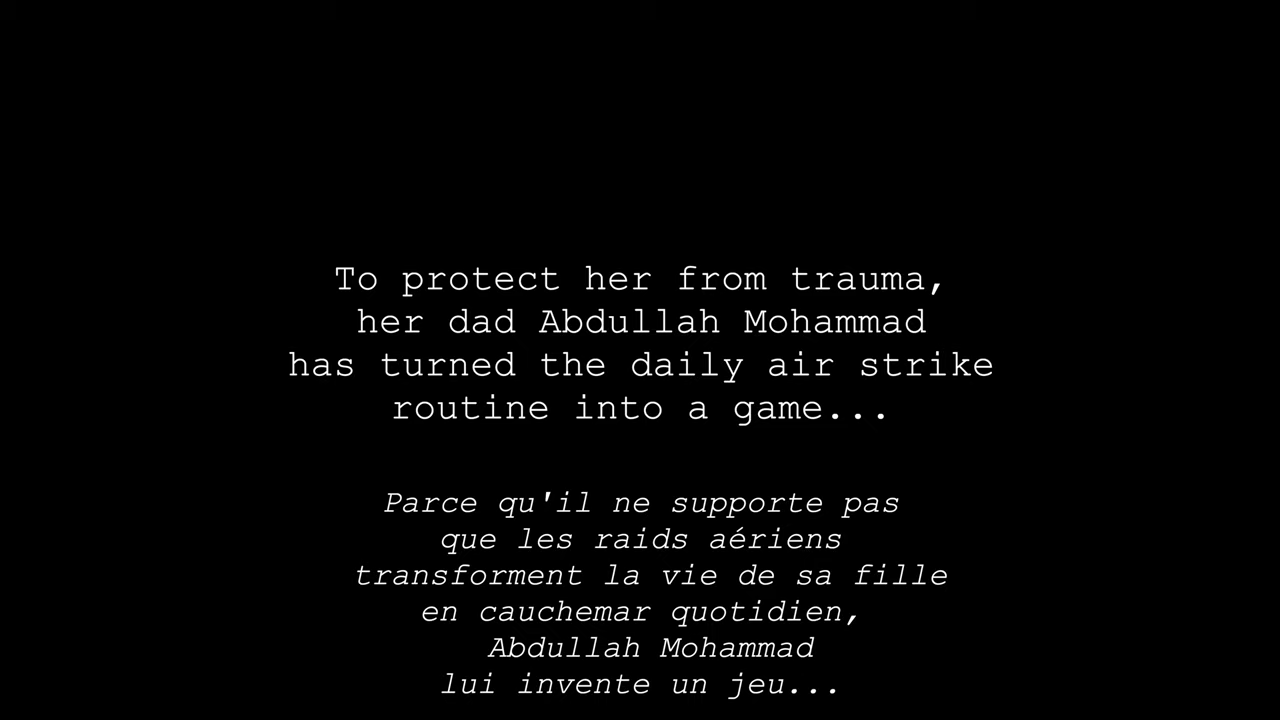 To protect her from trauma,
her dad Abdullah Mohammad
has turned the daily air strike
routine into a game...
Parce qu'il ne supporte pas
que les raids aériens
transforment la vie de sa fille
en cauchemar quotidien,
Abdullah Mohammad
lui invente un jeu...